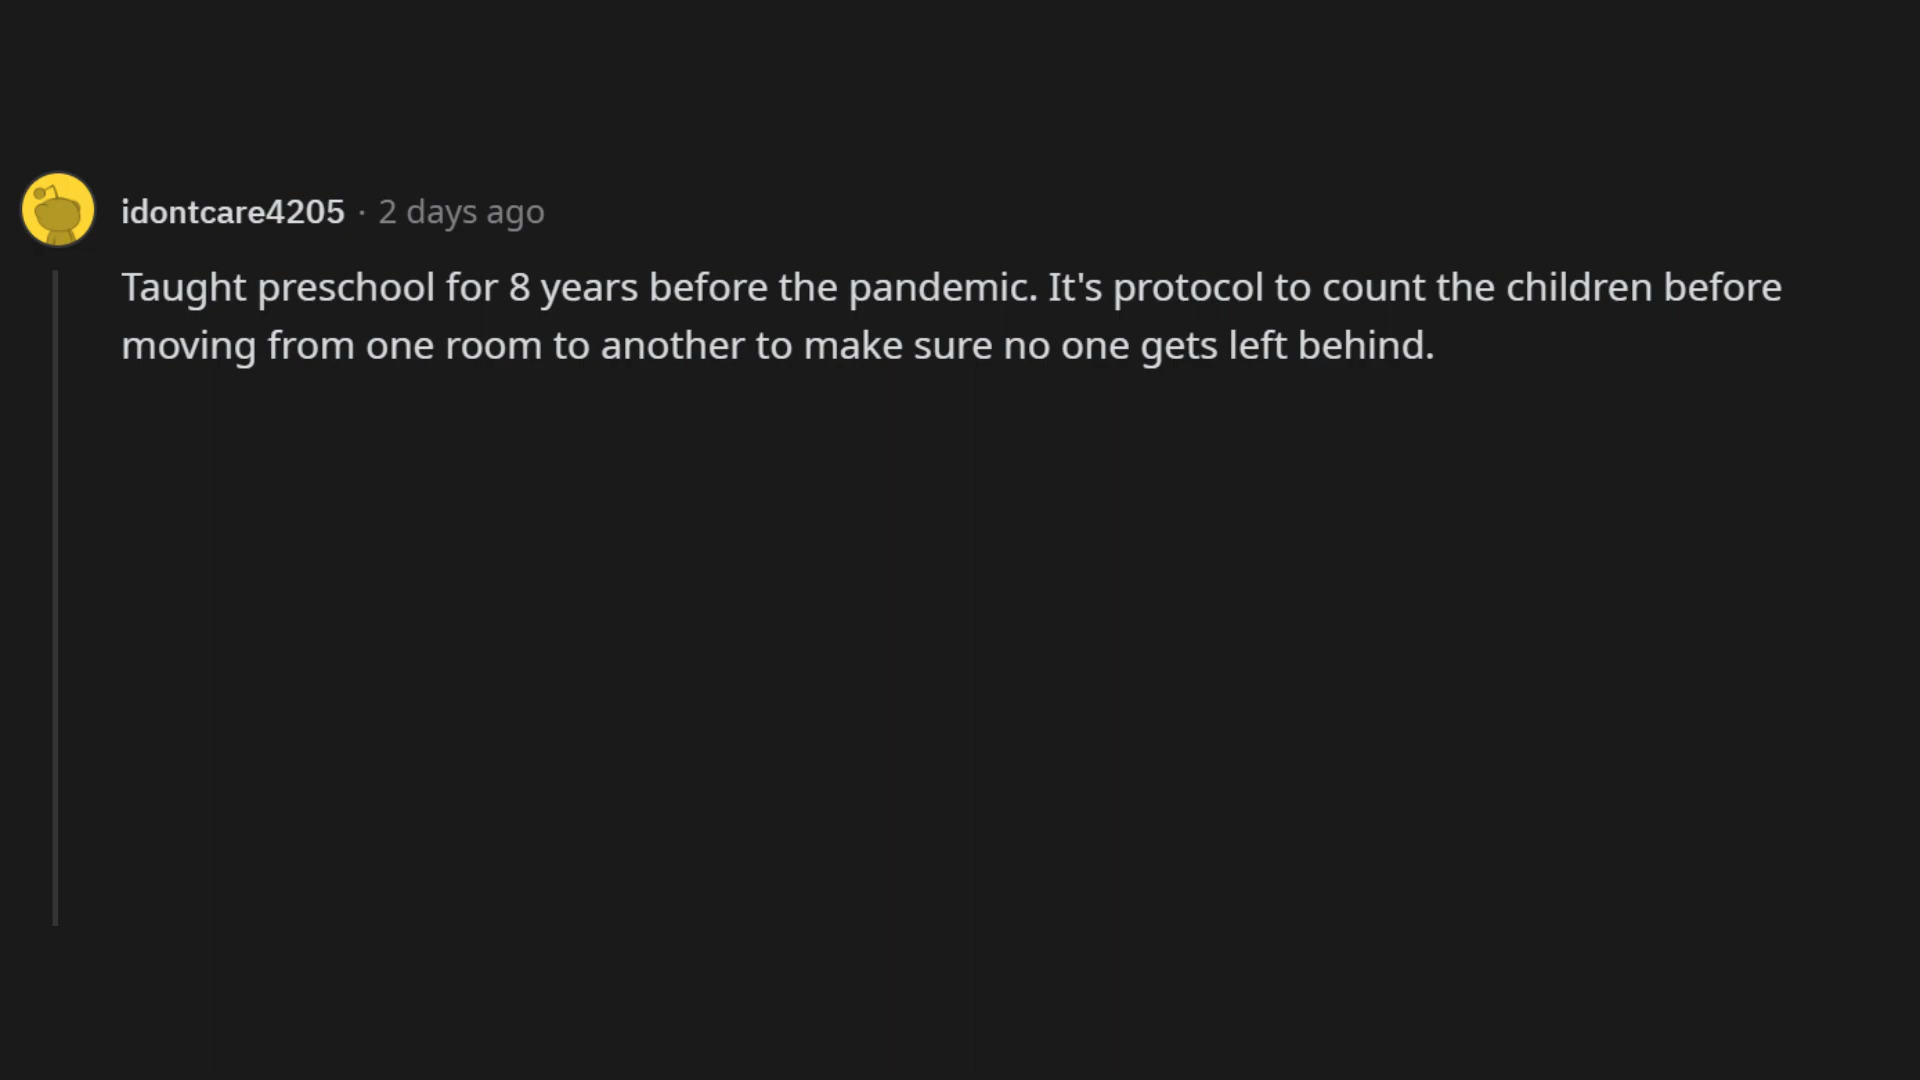 idontcare4205 · 2 days ago
Taught preschool for 8 years before the pandemic. It's protocol to count the children before
moving from one room to another to make sure no one gets left behind.